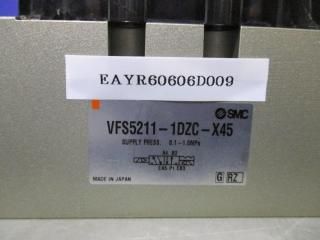 EAYR60606D009
SMC
VFS5211-1DZC-X45
SUPPLY PRESS. 0.1-1.0MPa
MADE IN JAPAN
G RZ